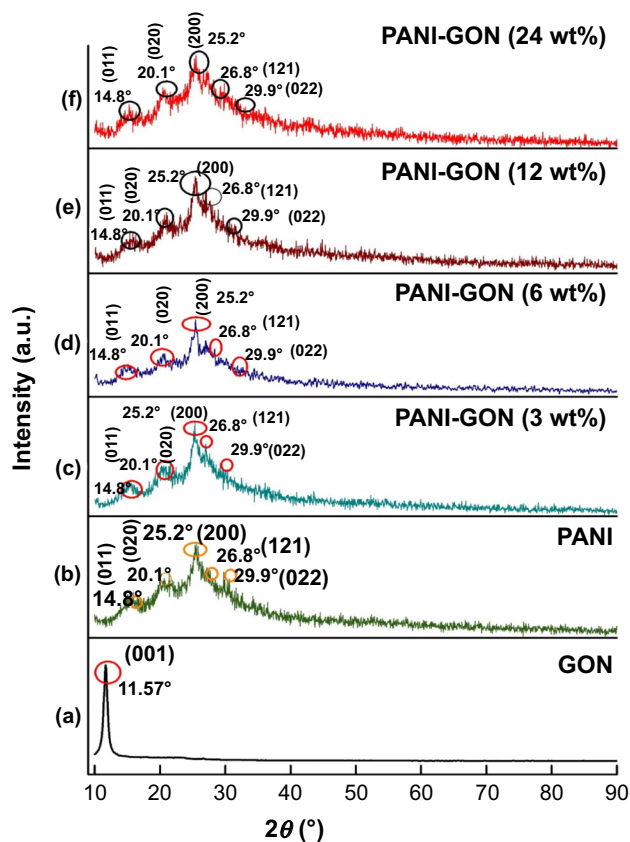 PANI-GON (24 wt%)
(f)
(011)
14.8°
(020)
20.1°
(200)
25.2°
26.8° (121)
29.9° (022)
PANI-GON (12 wt%)
(e)
(011)
14.8°
(020)
20.1°
25.2° (200)
26.8° (121)
29.9° (022)
PANI-GON (6 wt%)
(d)
(011)
14.8°
(020)
20.1°
(200)
25.2°
26.8° (121)
29.9° (022)
PANI-GON (3 wt%)
(c)
(011)
14.8°
20.1°
(020)
25.2° (200)
26.8° (121)
29.9° (022)
PANI
(b)
(011)
14.8°
(020)
20.1°
25.2° (200)
26.8° (121)
29.9° (022)
GON
(a)
(001)
11.57°
Intensity (a.u.)
10 20 30 40 50 60 70 80 90
2θ (°)